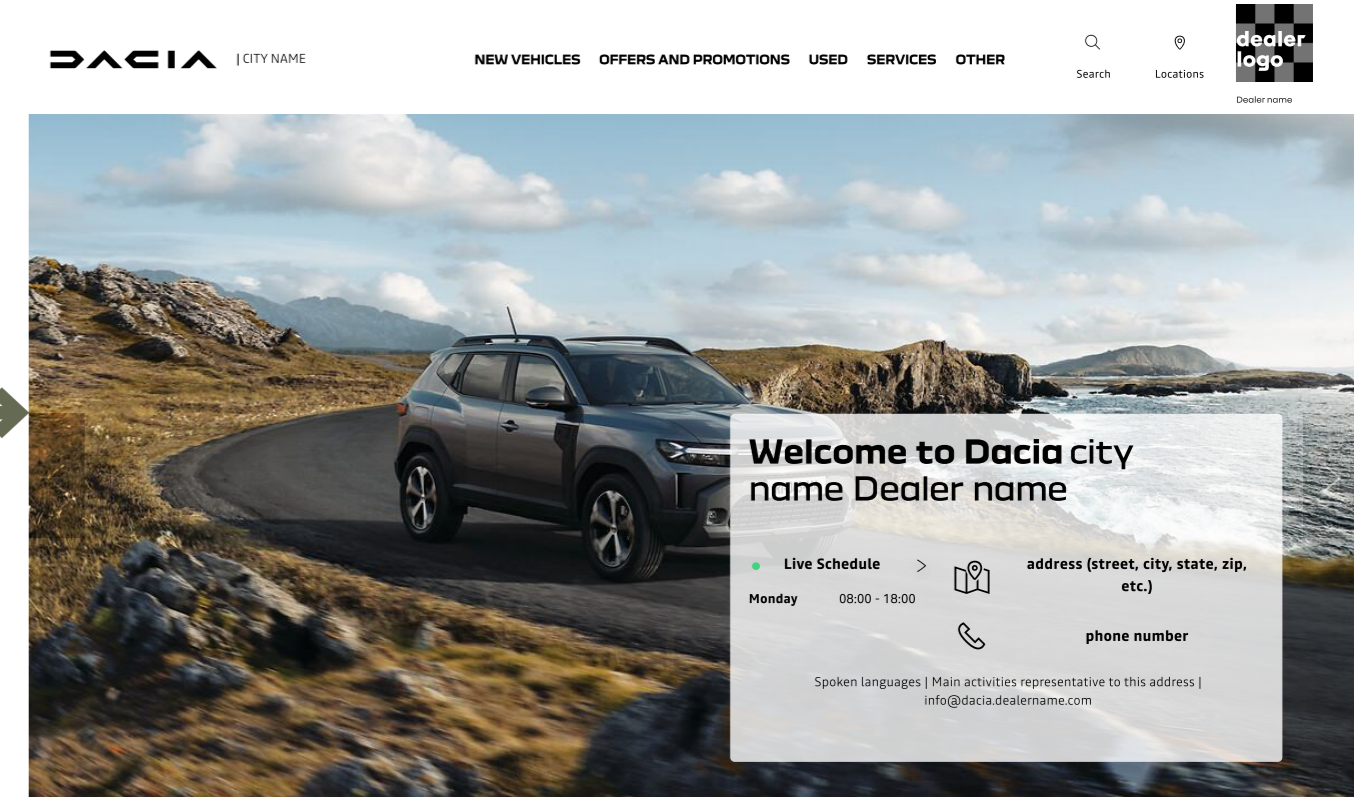 DACIA
| CITY NAME
NEW VEHICLES OFFERS AND PROMOTIONS USED SERVICES OTHER
Search
Locations
dealer
logo
Dealer name
Welcome to Dacia city
name Dealer name
Live Schedule
Monday 08:00 - 18:00
address (street, city, state, zip,
etc.)
phone number
Spoken languages | Main activities representative to this address |
info@dacia.dealername.com